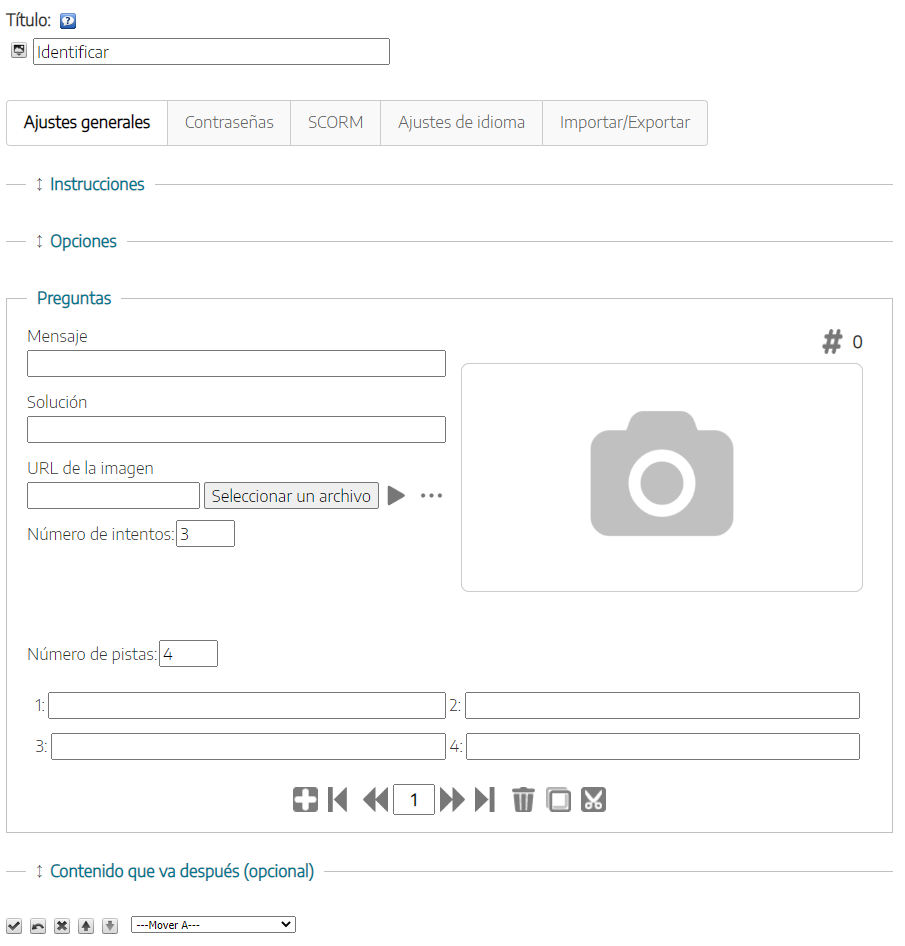 Título:
Identificar
Ajustes generales Contraseñas SCORM Ajustes de idioma Importar/Exportar
↕ Instrucciones
↕ Opciones
Preguntas
Mensaje
# 0
Solución
URL de la imagen
Seleccionar un archivo
Número de intentos: 3
Número de pistas: 4
1: 2:
3: 4:
1
↕ Contenido que va después (opcional)
---Mover A---